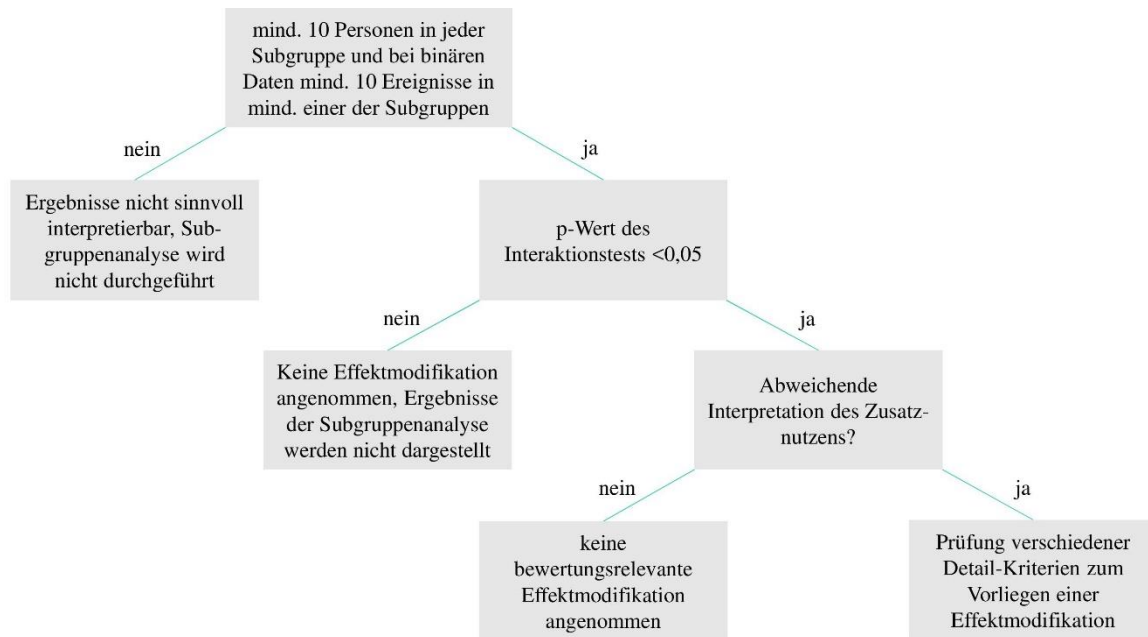 mind. 10 Personen in jeder
Subgruppe und bei binären
Daten mind. 10 Ereignisse in
mind. einer der Subgruppen
nein
ja
Ergebnisse nicht sinnvoll
interpretierbar, Sub-
gruppenanalyse wird
nicht durchgeführt
p-Wert des
Interaktionstests <0,05
nein
ja
Keine Effektmodifikation
angenommen, Ergebnisse
der Subgruppenanalyse
werden nicht dargestellt
Abweichende
Interpretation des Zusatz-
nutzens?
nein
ja
keine
bewertungsrelevante
Effektmodifikation
angenommen
Prüfung verschiedener
Detail-Kriterien zum
Vorliegen einer
Effektmodifikation